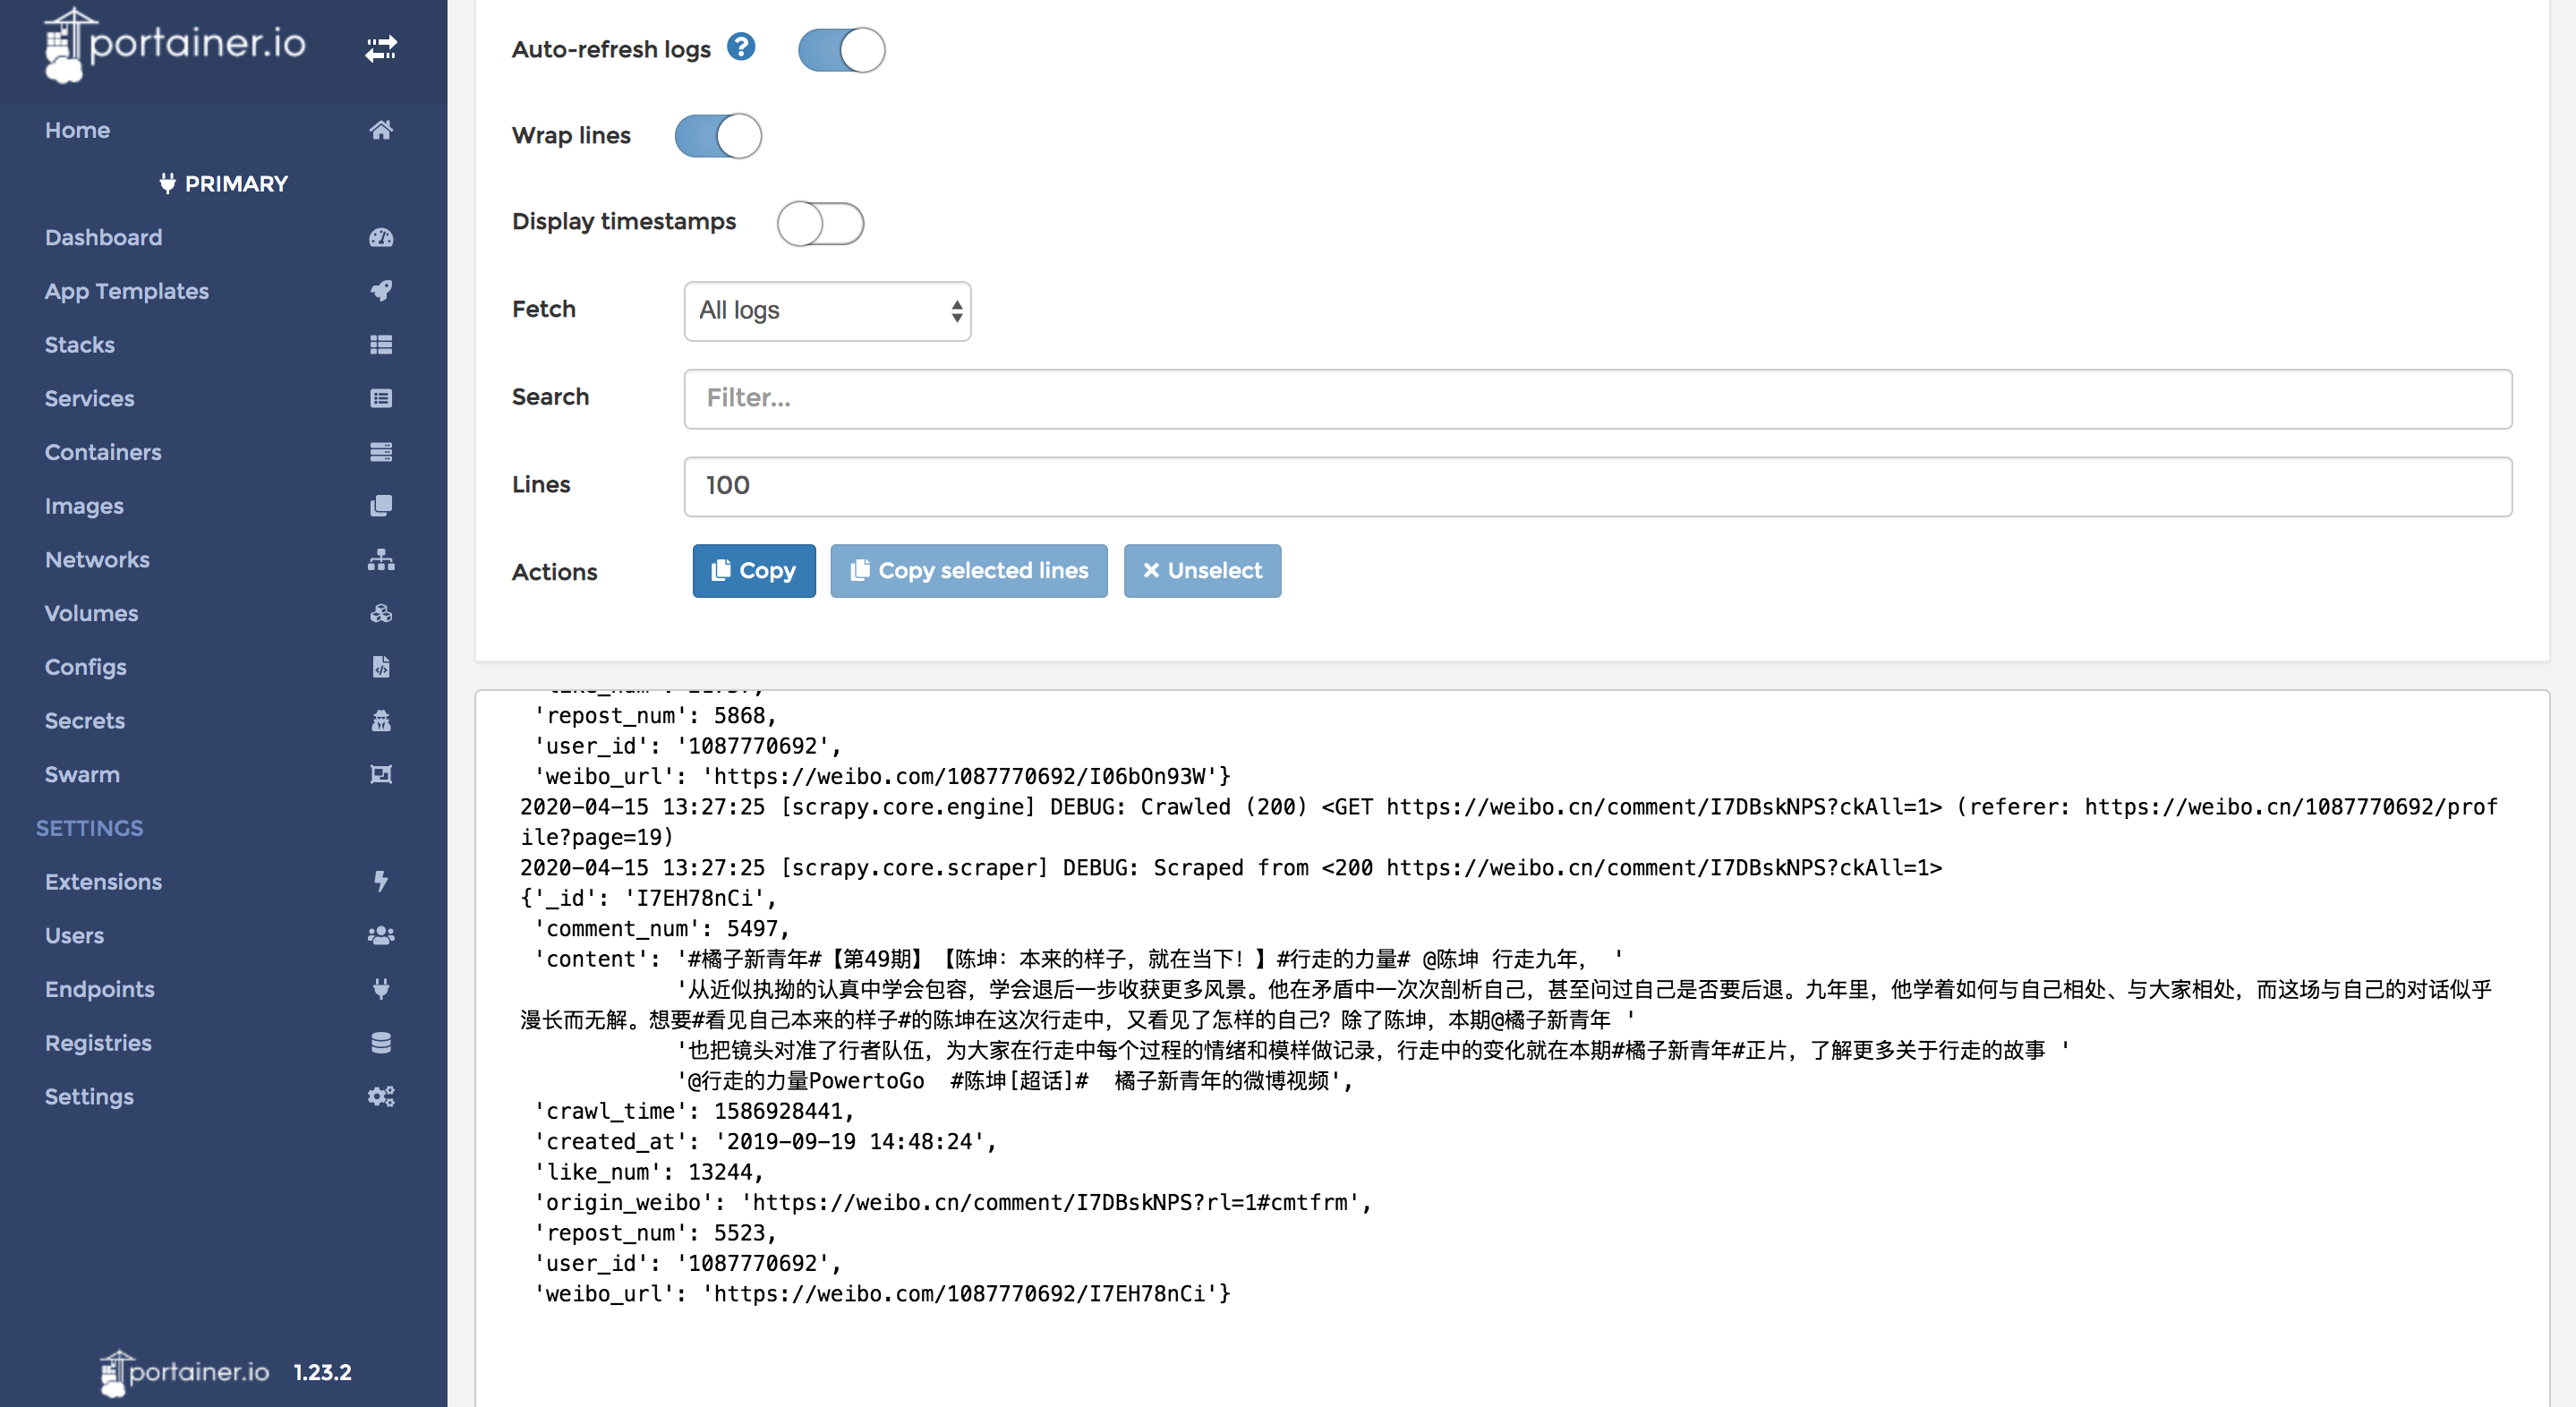 portainer.io
Home
PRIMARY
Dashboard
App Templates
Stacks
Services
Containers
Images
Networks
Volumes
Configs
Secrets
Swarm
SETTINGS
Extensions
Users
Endpoints
Registries
Settings
portainer.io 1.23.2
Auto-refresh logs ?
Wrap lines
Display timestamps
Fetch All logs
Search Filter...
Lines 100
Actions Copy Copy selected lines Unselect
'repost_num': 5868,
'user_id': '1087770692',
'weibo_url': 'https://weibo.com/1087770692/I06bOn93W'}
2020-04-15 13:27:25 [scrapy.core.engine] DEBUG: Crawled (200) <GET https://weibo.cn/comment/I7DBskNPS?ckAll=1> (referer: https://weibo.cn/1087770692/prof
ile?page=19)
2020-04-15 13:27:25 [scrapy.core.scraper] DEBUG: Scraped from <200 https://weibo.cn/comment/I7DBskNPS?ckAll=1>
{'_id': 'I7EH78nCi',
'comment_num': 5497,
'content': '#橘子新青年#【第49期】【陈坤：本来的样子，就在当下！】#行走的力量# @陈坤 行走九年， '
'从近似执拗的认真中学会包容，学会退后一步收获更多风景。他在矛盾中一次次剖析自己，甚至问过自己是否要后退。九年里，他学着如何与自己相处、与大家相处，而这场与自己的对话似乎
漫长而无解。想要#看见自己本来的样子#的陈坤在这次行走中，又看见了怎样的自己？除了陈坤，本期@橘子新青年 '
'也把镜头对准了行者队伍，为大家在行走中每个过程的情绪和模样做记录，行走中的变化就在本期#橘子新青年#正片，了解更多关于行走的故事 '
'@行走的力量PowertoGo  #陈坤[超话]#  橘子新青年的微博视频',
'crawl_time': 1586928441,
'created_at': '2019-09-19 14:48:24',
'like_num': 13244,
'origin_weibo': 'https://weibo.cn/comment/I7DBskNPS?rl=1#cmtfrm',
'repost_num': 5523,
'user_id': '1087770692',
'weibo_url': 'https://weibo.com/1087770692/I7EH78nCi'}